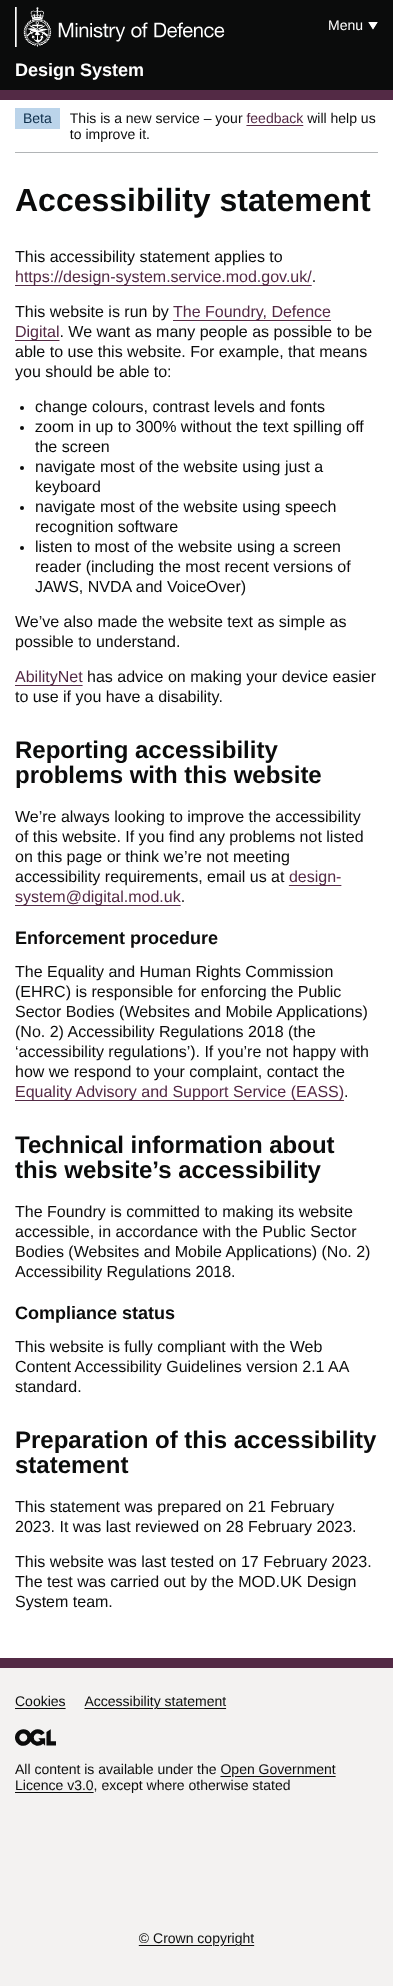 Ministry of Defence
Menu ▼
Design System
Beta
This is a new service – your feedback will help us
to improve it.
Accessibility statement
This accessibility statement applies to
https://design-system.service.mod.gov.uk/.
This website is run by The Foundry, Defence
Digital. We want as many people as possible to be
able to use this website. For example, that means
you should be able to:
• change colours, contrast levels and fonts
• zoom in up to 300% without the text spilling off
the screen
• navigate most of the website using just a
keyboard
• navigate most of the website using speech
recognition software
• listen to most of the website using a screen
reader (including the most recent versions of
JAWS, NVDA and VoiceOver)
We’ve also made the website text as simple as
possible to understand.
AbilityNet has advice on making your device easier
to use if you have a disability.
Reporting accessibility
problems with this website
We’re always looking to improve the accessibility
of this website. If you find any problems not listed
on this page or think we’re not meeting
accessibility requirements, email us at design-
system@digital.mod.uk.
Enforcement procedure
The Equality and Human Rights Commission
(EHRC) is responsible for enforcing the Public
Sector Bodies (Websites and Mobile Applications)
(No. 2) Accessibility Regulations 2018 (the
‘accessibility regulations’). If you’re not happy with
how we respond to your complaint, contact the
Equality Advisory and Support Service (EASS).
Technical information about
this website’s accessibility
The Foundry is committed to making its website
accessible, in accordance with the Public Sector
Bodies (Websites and Mobile Applications) (No. 2)
Accessibility Regulations 2018.
Compliance status
This website is fully compliant with the Web
Content Accessibility Guidelines version 2.1 AA
standard.
Preparation of this accessibility
statement
This statement was prepared on 21 February
2023. It was last reviewed on 28 February 2023.
This website was last tested on 17 February 2023.
The test was carried out by the MOD.UK Design
System team.
Cookies Accessibility statement
OGL
All content is available under the Open Government
Licence v3.0, except where otherwise stated
© Crown copyright